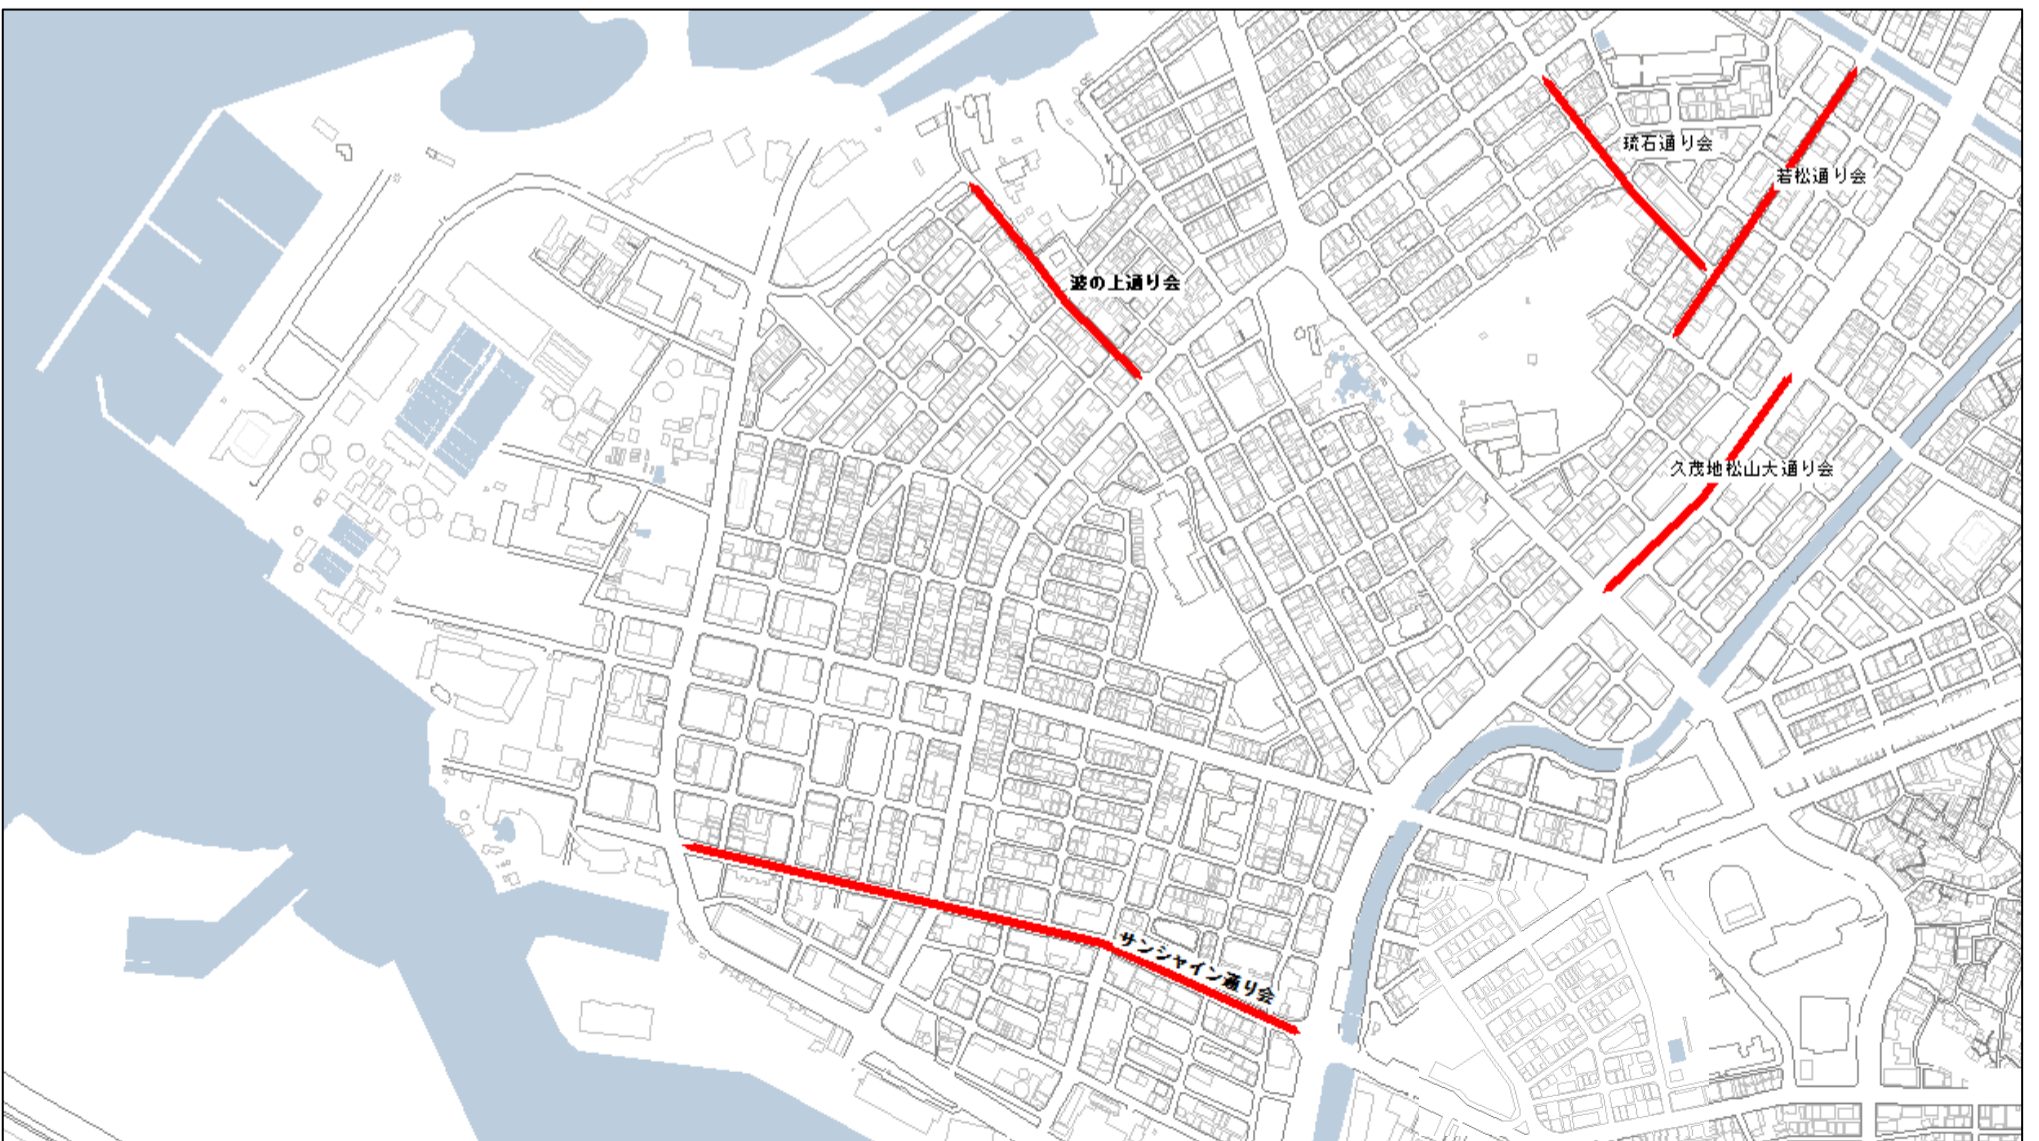 琉石通り会
若松通り会
波の上通り会
久茂地松山大通り会
サンシャイン通り会